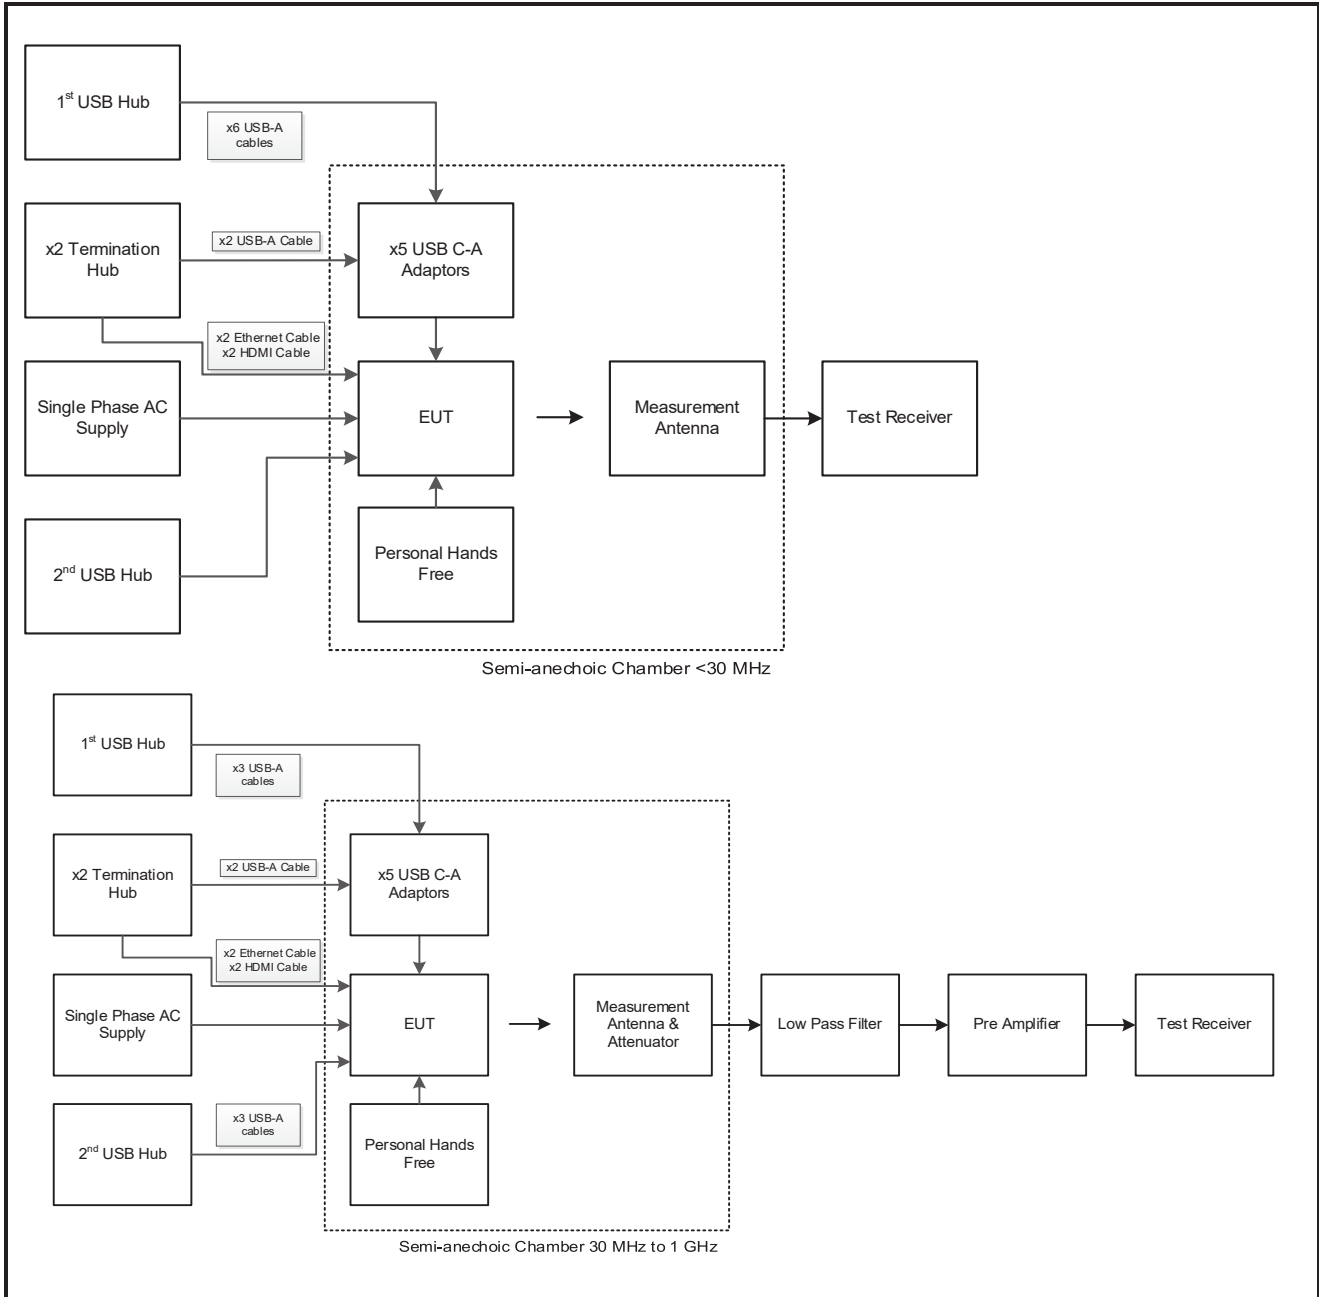 1st USB Hub
x6 USB-A
cables
x2 Termination
Hub
x2 USB-A Cable
x5 USB C-A
Adaptors
x2 Ethernet Cable
x2 HDMI Cable
Single Phase AC
Supply
EUT
Measurement
Antenna
Test Receiver
2nd USB Hub
Personal Hands
Free
Semi-anechoic Chamber <30 MHz
1st USB Hub
x3 USB-A
cables
x2 Termination
Hub
x2 USB-A Cable
x5 USB C-A
Adaptors
x2 Ethernet Cable
x2 HDMI Cable
Single Phase AC
Supply
EUT
Measurement
Antenna &
Attenuator
Low Pass Filter
Pre Amplifier
Test Receiver
x3 USB-A
cables
2nd USB Hub
Personal Hands
Free
Semi-anechoic Chamber 30 MHz to 1 GHz